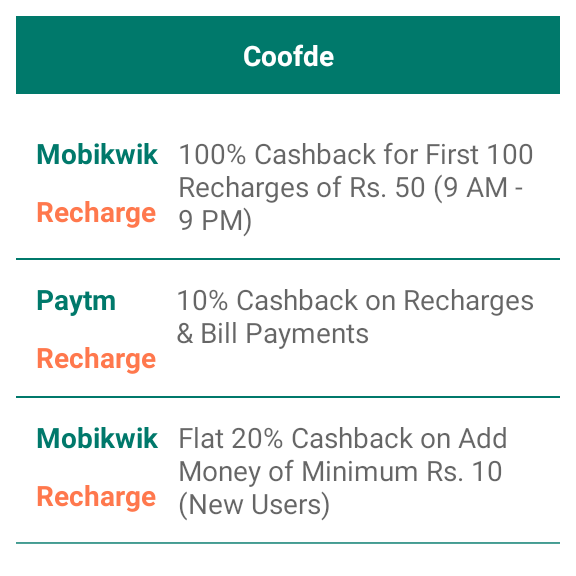 Coofde
Mobikwik
Recharge
100% Cashback for First 100
Recharges of Rs. 50 (9 AM -
9 PM)
Paytm
Recharge
10% Cashback on Recharges
& Bill Payments
Mobikwik
Recharge
Flat 20% Cashback on Add
Money of Minimum Rs. 10
(New Users)